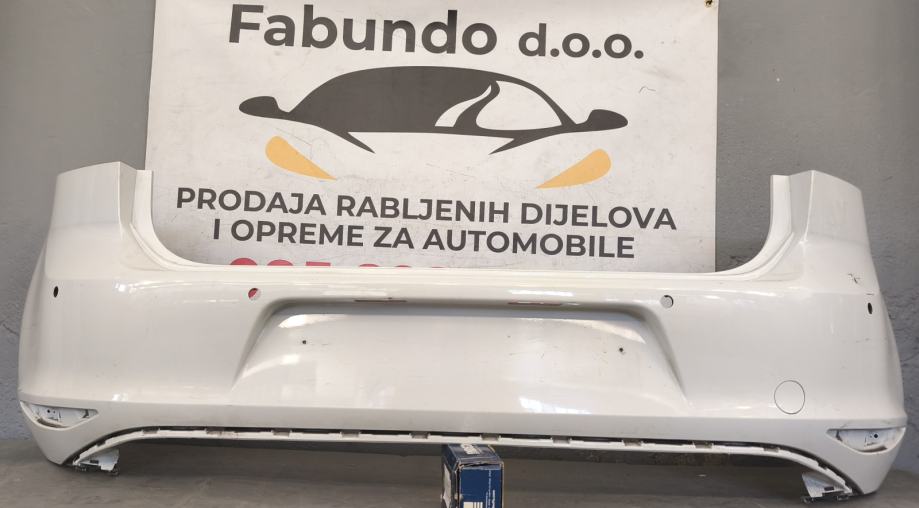 Fabundo d.o.o.
PRODAJA RABLJENIH DIJELOVA
I OPREME ZA AUTOMOBILE